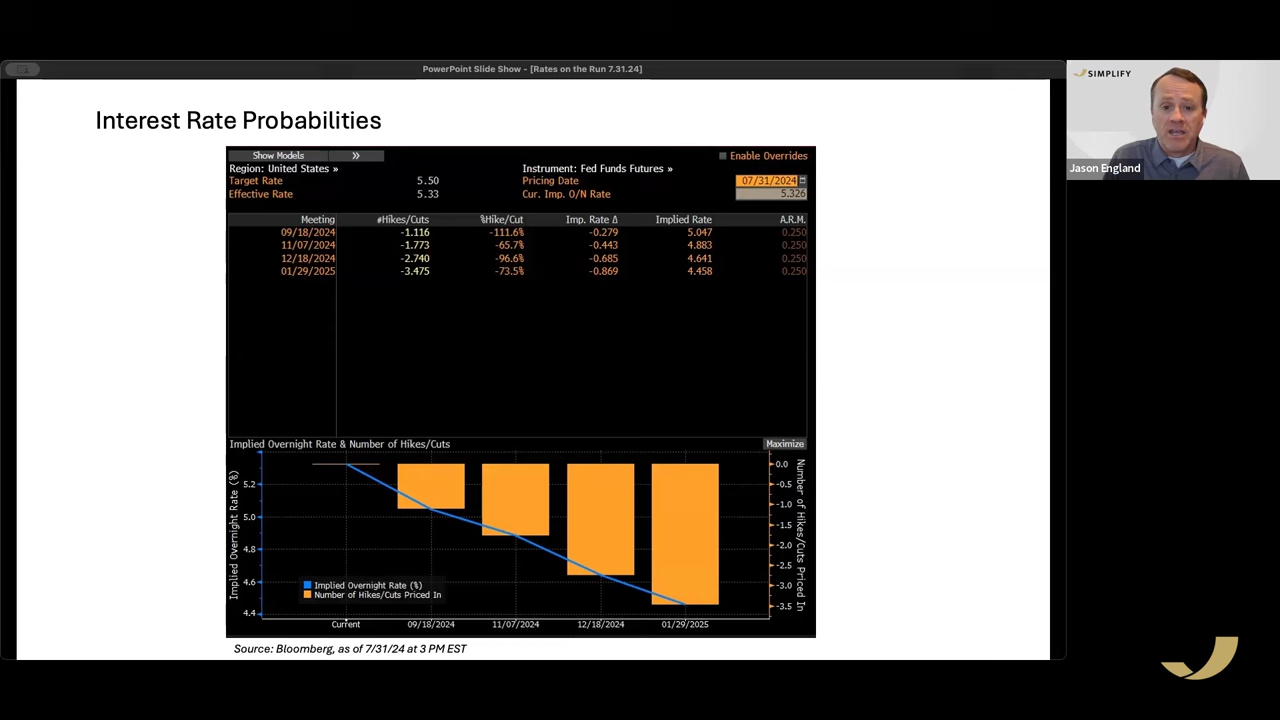 PowerPoint Slide Show - [Rates on the Run 7.31.24]
SIMPLIFY
Jason England
Interest Rate Probabilities
Show Models »
Enable Overrides
Region: United States » Instrument: Fed Funds Futures »
Target Rate 5.50 Pricing Date 07/31/2024
Effective Rate 5.33 Cur. Imp. O/N Rate 5.326
Meeting #Hikes/Cuts %Hike/Cut Imp. Rate Δ Implied Rate A.R.M.
09/18/2024 -1.116 -111.6% -0.279 5.047 0.250
11/07/2024 -1.773 -65.7% -0.443 4.883 0.250
12/18/2024 -2.740 -96.6% -0.685 4.641 0.250
01/29/2025 -3.475 -73.5% -0.869 4.458 0.250
Implied Overnight Rate & Number of Hikes/Cuts Maximize
Implied Overnight Rate (%)
5.2
5.0
4.8
4.6
4.4
Implied Overnight Rate (%)
Number of Hikes/Cuts Priced In
0.0
-0.5
-1.0
-1.5
-2.0
-2.5
-3.0
-3.5
Number of Hikes/Cuts Priced In
Current 09/18/2024 11/07/2024 12/18/2024 01/29/2025
Source: Bloomberg, as of 7/31/24 at 3 PM EST